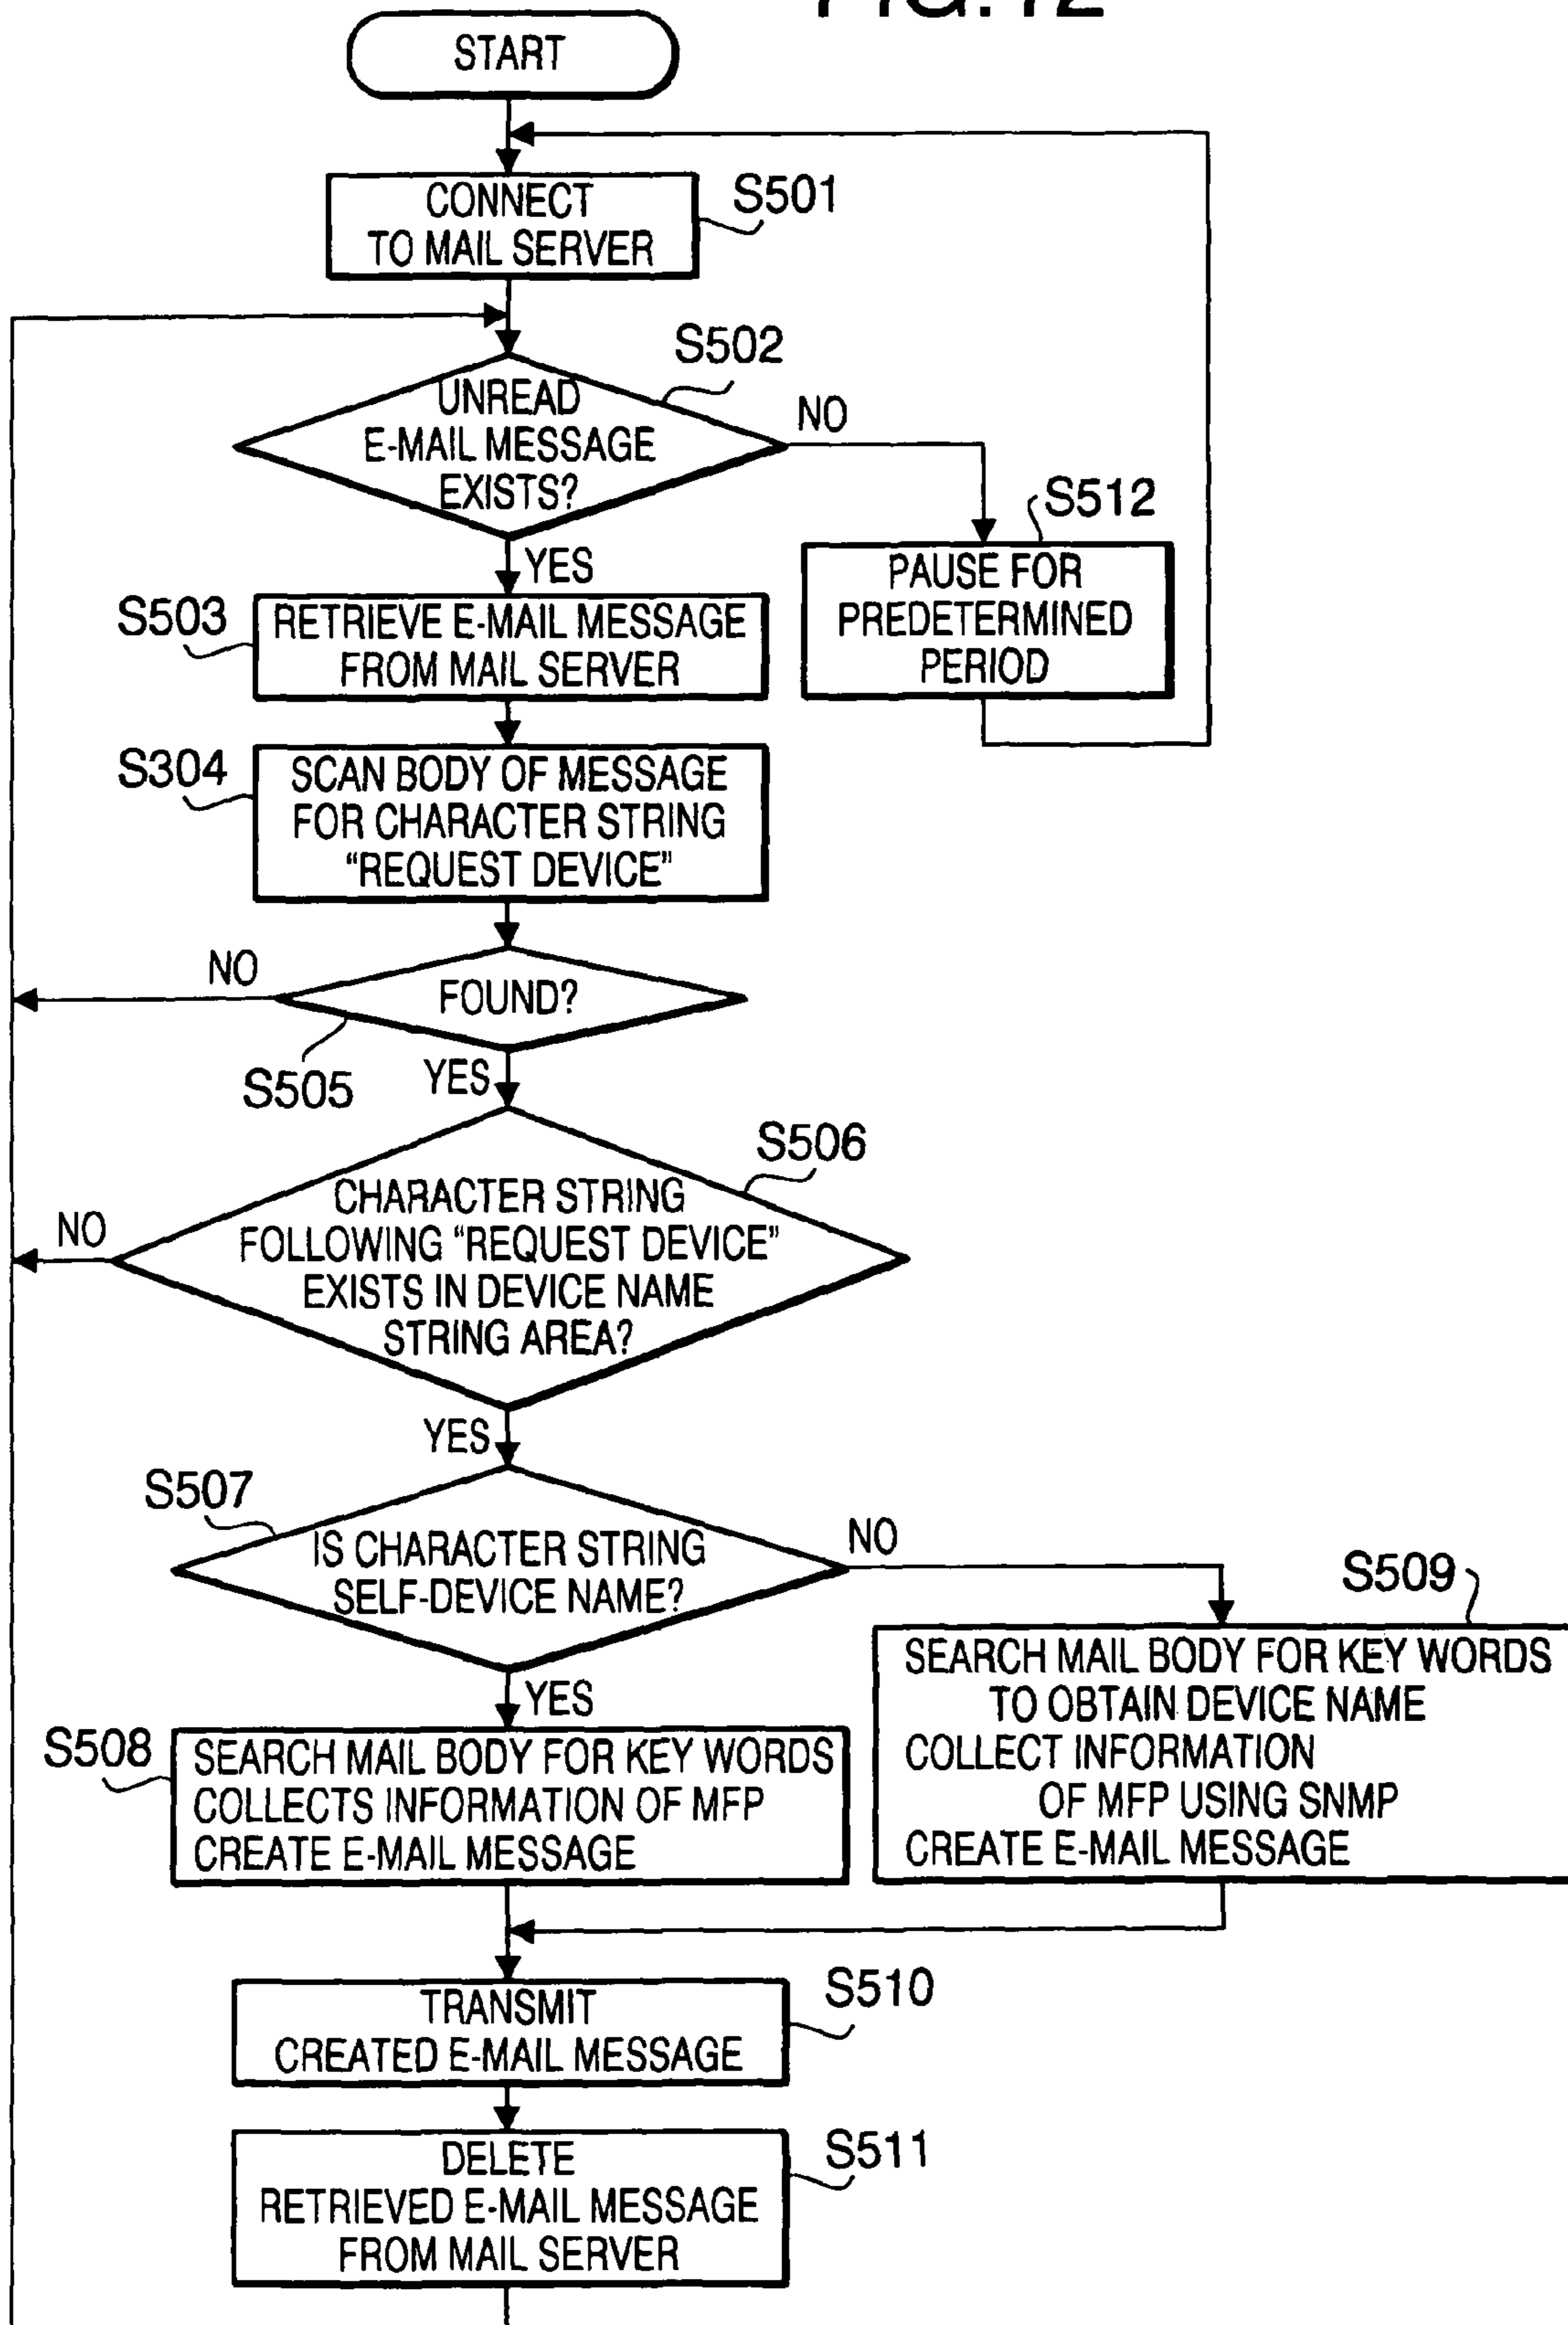 FIG.12
START
CONNECT
TO MAIL SERVER
S501
S502
UNREAD
E-MAIL MESSAGE
EXISTS?
NO
S512
PAUSE FOR
PREDETERMINED
PERIOD
YES
S503
RETRIEVE E-MAIL MESSAGE
FROM MAIL SERVER
S304
SCAN BODY OF MESSAGE
FOR CHARACTER STRING
“REQUEST DEVICE”
NO
FOUND?
S505
YES
S506
CHARACTER STRING
FOLLOWING “REQUEST DEVICE”
EXISTS IN DEVICE NAME
STRING AREA?
NO
YES
S507
IS CHARACTER STRING
SELF-DEVICE NAME?
NO
S509
SEARCH MAIL BODY FOR KEY WORDS
TO OBTAIN DEVICE NAME
COLLECT INFORMATION
OF MFP USING SNMP
CREATE E-MAIL MESSAGE
YES
S508
SEARCH MAIL BODY FOR KEY WORDS
COLLECTS INFORMATION OF MFP
CREATE E-MAIL MESSAGE
TRANSMIT
CREATED E-MAIL MESSAGE
S510
DELETE
RETRIEVED E-MAIL MESSAGE
FROM MAIL SERVER
S511